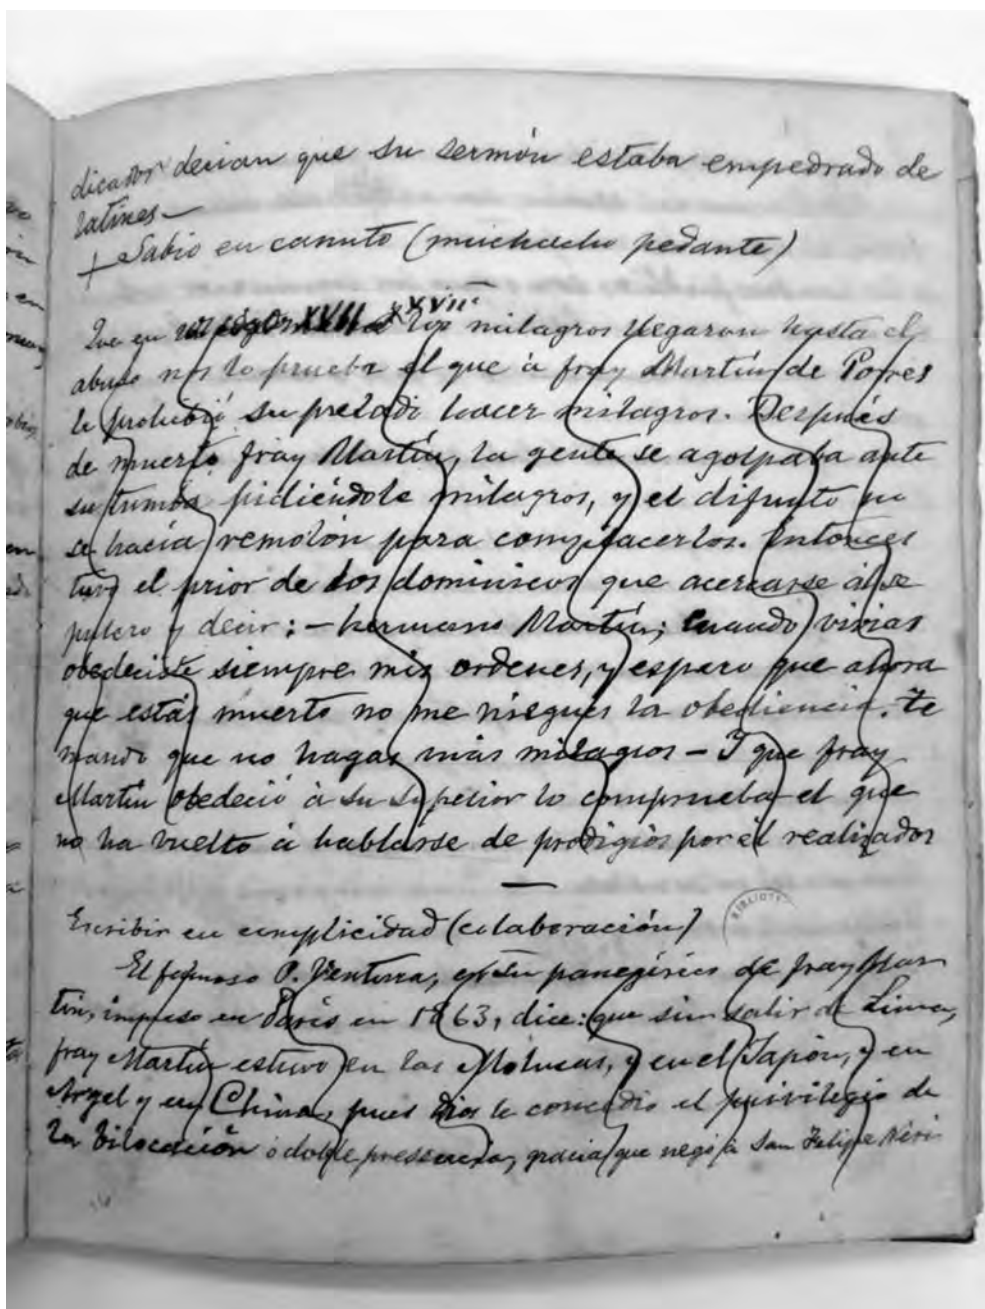 dicador decian que su sermón estaba empedrado de
latines—
+ Sabio en canuto (muchacho pedante)
XVII
Que en XVII los milagros llegaron hasta el
abuso nos lo prueba el que á fray Martín de Porres
le prohibió su prelado hacer milagros. Después
de muerto fray Martín, la gente se agolpaba ante
su tumba pidiéndole milagros, y el difunto no
se hacía remolón para complacerlos. Entonces
tuvo el prior de los dominicos que acercarse al se
pulcro y decir: — hermano Martín; cuando vivias
obedeciste siempre mis ordenes, y espero que ahora
que estás muerto no me niegues la obediencia. te
mando que no hagas más milagros — I que fray
Martín obedeció á su superior lo comprueba el que
no ha vuelto á hablarse de prodigios por él realizados
—
Escribir en complicidad (colaboración)
BIBLIOTE
El famoso P. Ventura, en su panegírico de fray Mar
tin, impreso en Paris en 1863, dice: que sin salir de Lima,
fray Martín estuvo en las Molucas, y en el Japón, y en
Argel y en China, pues Dios le concedió el privilegio de
la bilocación ó doble presencia, gracia que negó á San Felipe Neri